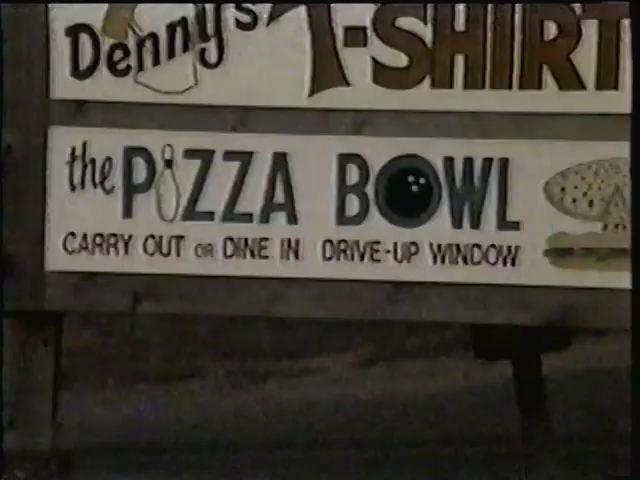 Denny's T-SHIRT
the PIZZA BOWL
CARRY OUT OR DINE IN DRIVE-UP WINDOW